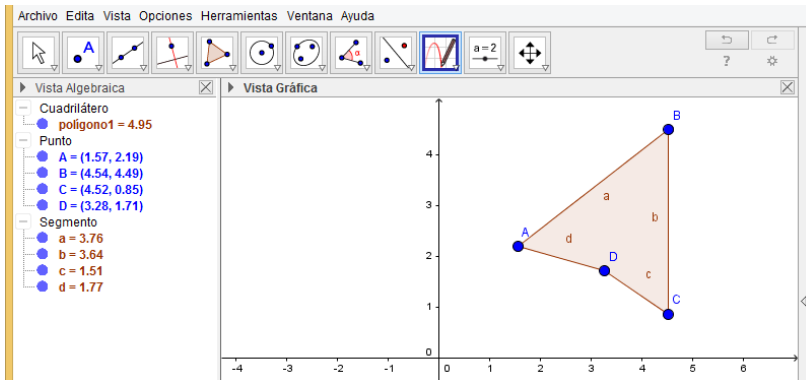 Archivo Edita Vista Opciones Herramientas Ventana Ayuda
A
α
a=2
?
Vista Algebraica
Vista Gráfica
Cuadrilátero
polígono1 = 4.95
Punto
A = (1.57, 2.19)
B = (4.54, 4.49)
C = (4.52, 0.85)
D = (3.28, 1.71)
Segmento
a = 3.76
b = 3.64
c = 1.51
d = 1.77
B
4
3
a
b
A
d
2
D
c
C
1
0
-4 -3 -2 -1 0 1 2 3 4 5 6